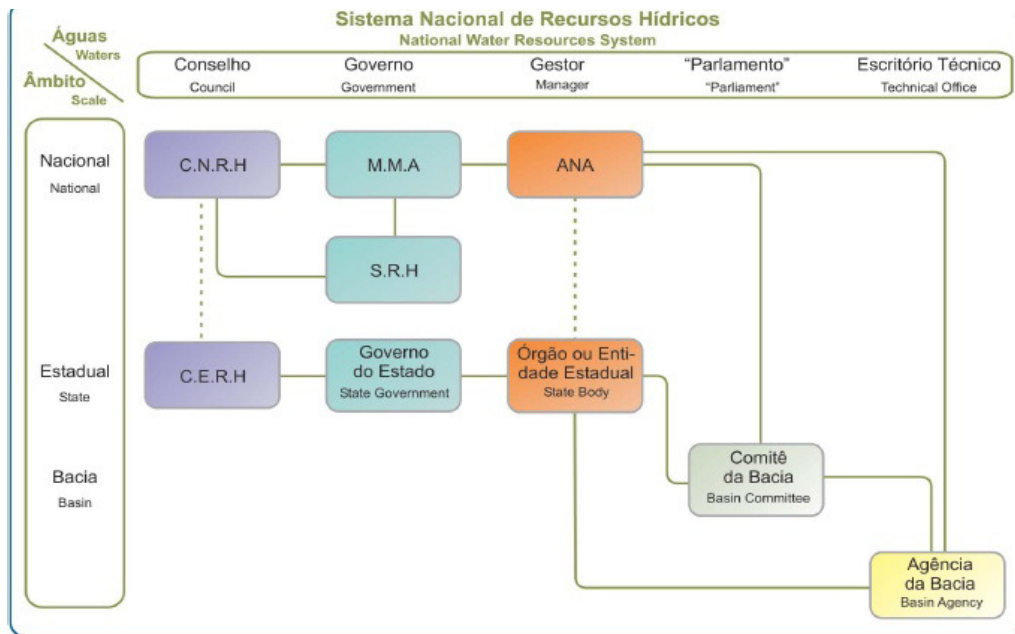 Sistema Nacional de Recursos Hídricos
National Water Resources System
Águas
Waters
Âmbito
Scale
Conselho
Council
Governo
Government
Gestor
Manager
“Parlamento”
“Parliament”
Escritório Técnico
Technical Office
Nacional
National
C.N.R.H
M.M.A
ANA
S.R.H
Estadual
State
C.E.R.H
Governo
do Estado
State Government
Órgão ou Enti-
dade Estadual
State Body
Bacia
Basin
Comitê
da Bacia
Basin Committee
Agência
da Bacia
Basin Agency